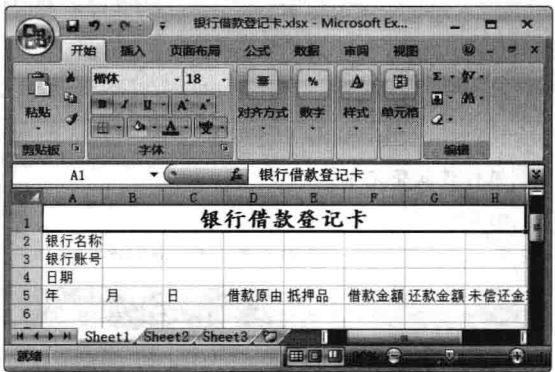 银行借款登记卡.xlsx - Microsoft Ex...
开始 插入 页面布局 公式 数据 审阅 视图
楷体 18
B I U A A
粘贴 对齐方式 数字 样式 单元格
剪贴板 字体 编辑
A1 银行借款登记卡
A B C D E F G H
1 银行借款登记卡
2 银行名称
3 银行账号
4 日期
5 年 月 日 借款原由 抵押品 借款金额 还款金额 未偿还金
6
Sheet1 Sheet2 Sheet3
就绪